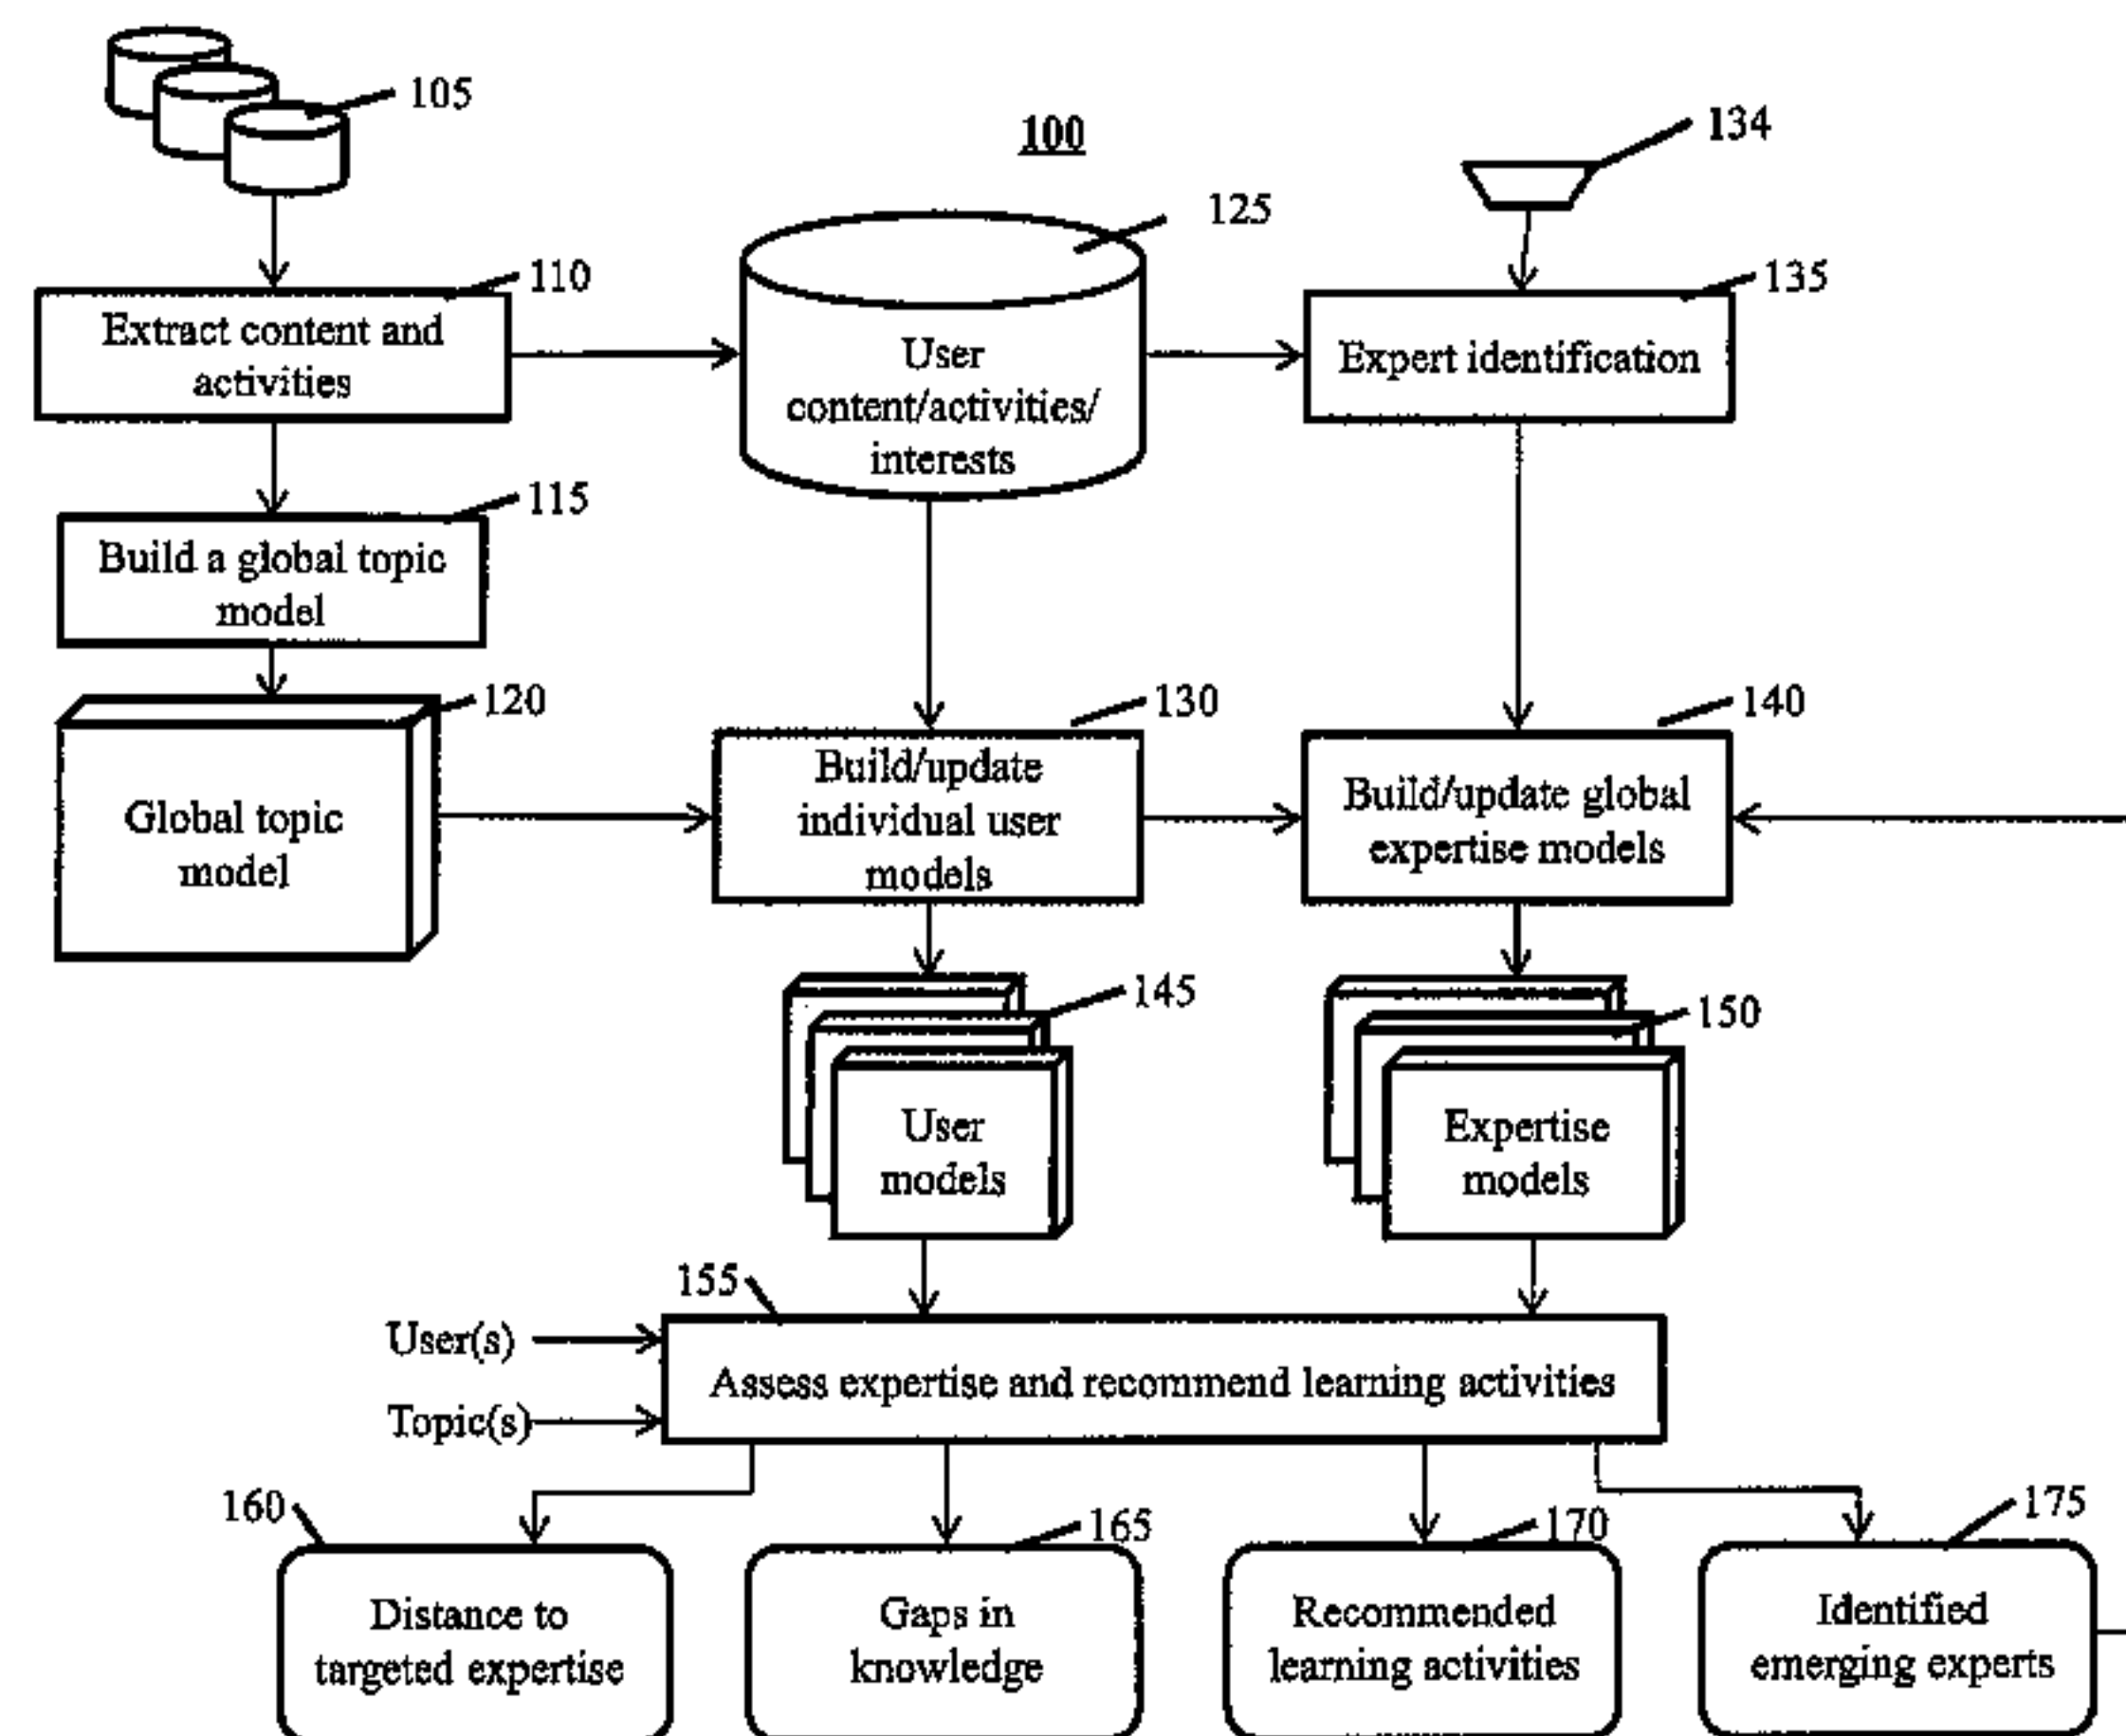 105
100
134
125
110
135
Extract content and
activities
User
content/activities/
interests
Expert identification
115
Build a global topic
model
120
130
140
Global topic
model
Build/update
individual user
models
Build/update global
expertise models
145
150
User
models
Expertise
models
155
User(s)
Topic(s)
Assess expertise and recommend learning activities
160
165
170
175
Distance to
targeted expertise
Gaps in
knowledge
Recommended
learning activities
Identified
emerging experts